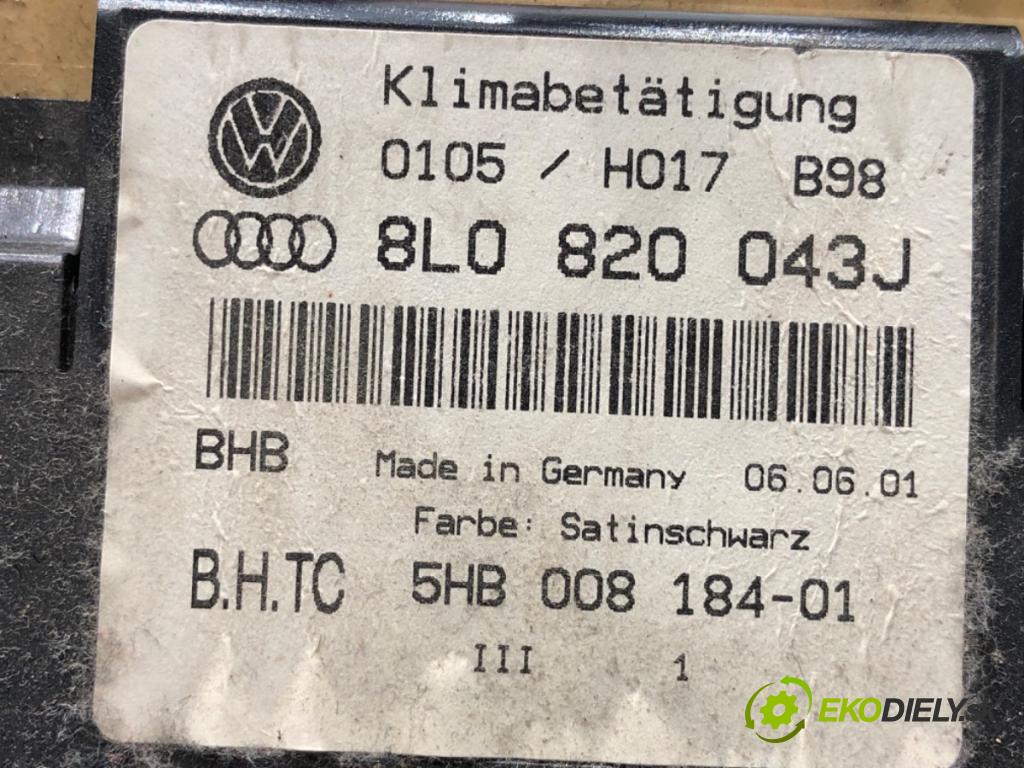 Klimabetätigung
0105 / H017 B98
8L0 820 043J
BHB Made in Germany 06.06.01
Farbe: Satinschwarz
B.H.TC 5HB 008 184-01
III 1
EKODIELY